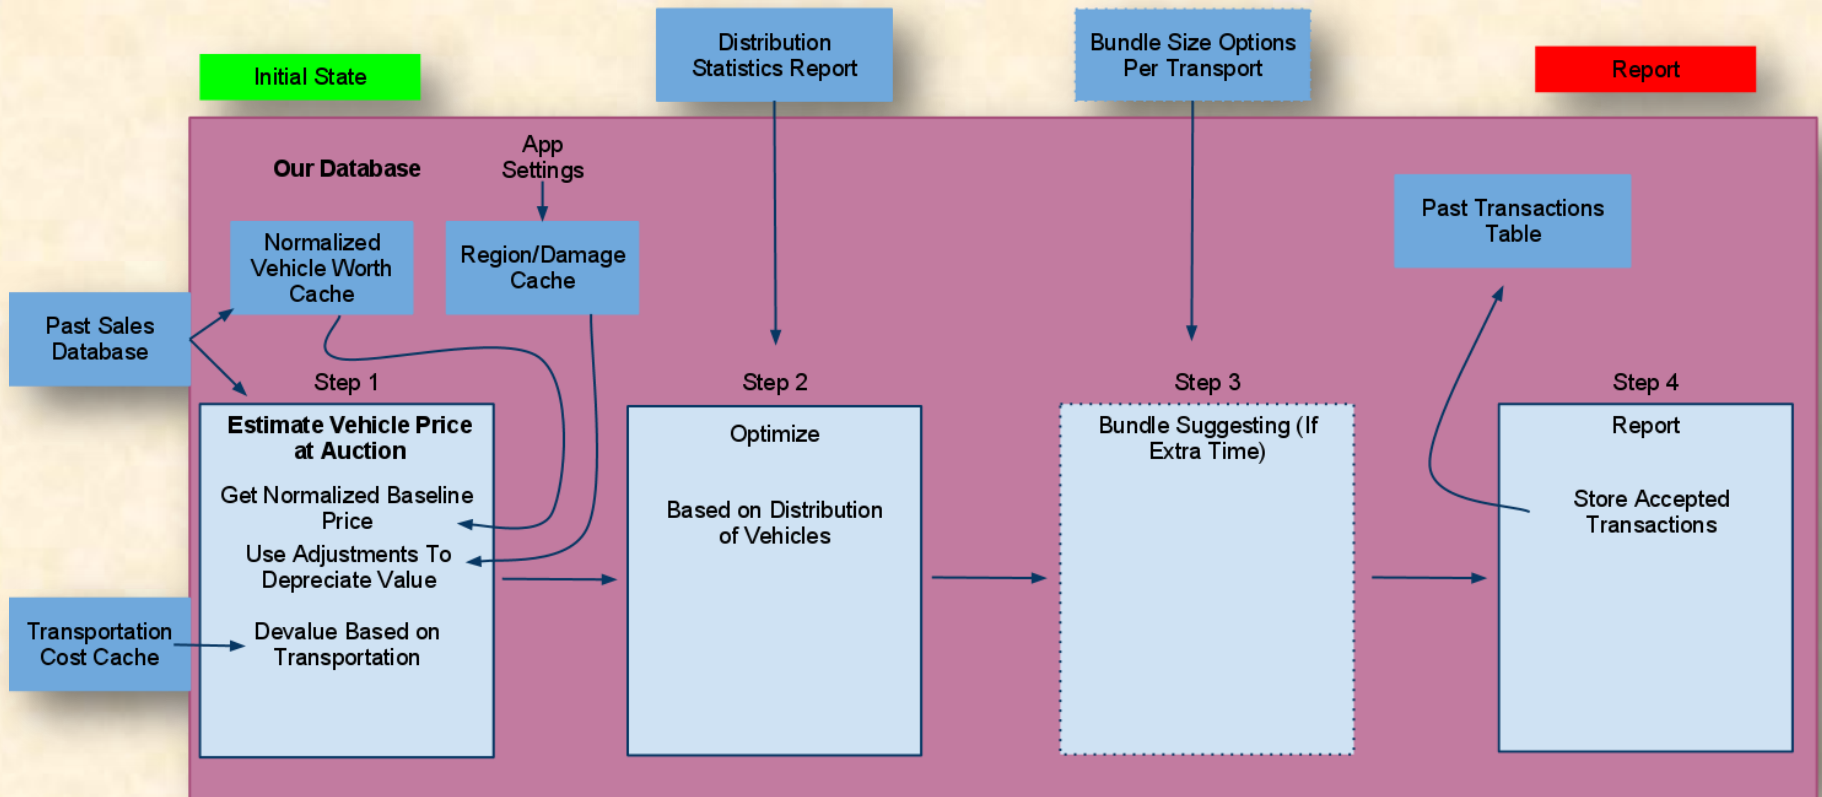 Initial State
Distribution
Statistics Report
Bundle Size Options
Per Transport
Report
Our Database
App
Settings
Normalized
Vehicle Worth
Cache
Region/Damage
Cache
Past Transactions
Table
Past Sales
Database
Step 1
Estimate Vehicle Price
at Auction
Get Normalized Baseline
Price
Use Adjustments To
Depreciate Value
Devalue Based on
Transportation
Transportation
Cost Cache
Step 2
Optimize
Based on Distribution
of Vehicles
Step 3
Bundle Suggesting (If
Extra Time)
Step 4
Report
Store Accepted
Transactions